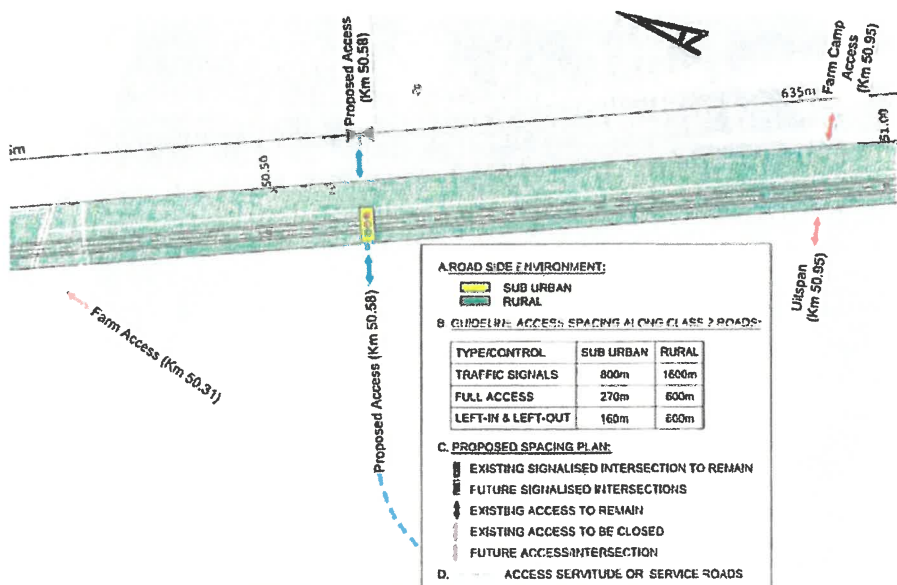 Proposed Access
(Km 50.58)
Farm Camp
Access
(Km 50.95)
635m
5m
50.50
51.00
Farm Access (Km 50.31)
Proposed Access (Km 50.58)
Uitspan
(Km 50.95)
A.ROAD SIDE ENVIRONMENT:
SUB URBAN
RURAL
B GUIDELINE ACCESS SPACING ALONG CLASS 2 ROADS:
TYPE/CONTROL SUB URBAN RURAL
TRAFFIC SIGNALS 800m 1600m
FULL ACCESS 270m 600m
LEFT-IN & LEFT-OUT 160m 600m
C. PROPOSED SPACING PLAN:
EXISTING SIGNALISED INTERSECTION TO REMAIN
FUTURE SIGNALISED INTERSECTIONS
EXISTING ACCESS TO REMAIN
EXISTING ACCESS TO BE CLOSED
FUTURE ACCESS/INTERSECTION
D. ACCESS SERVITUDE OR SERVICE ROADS